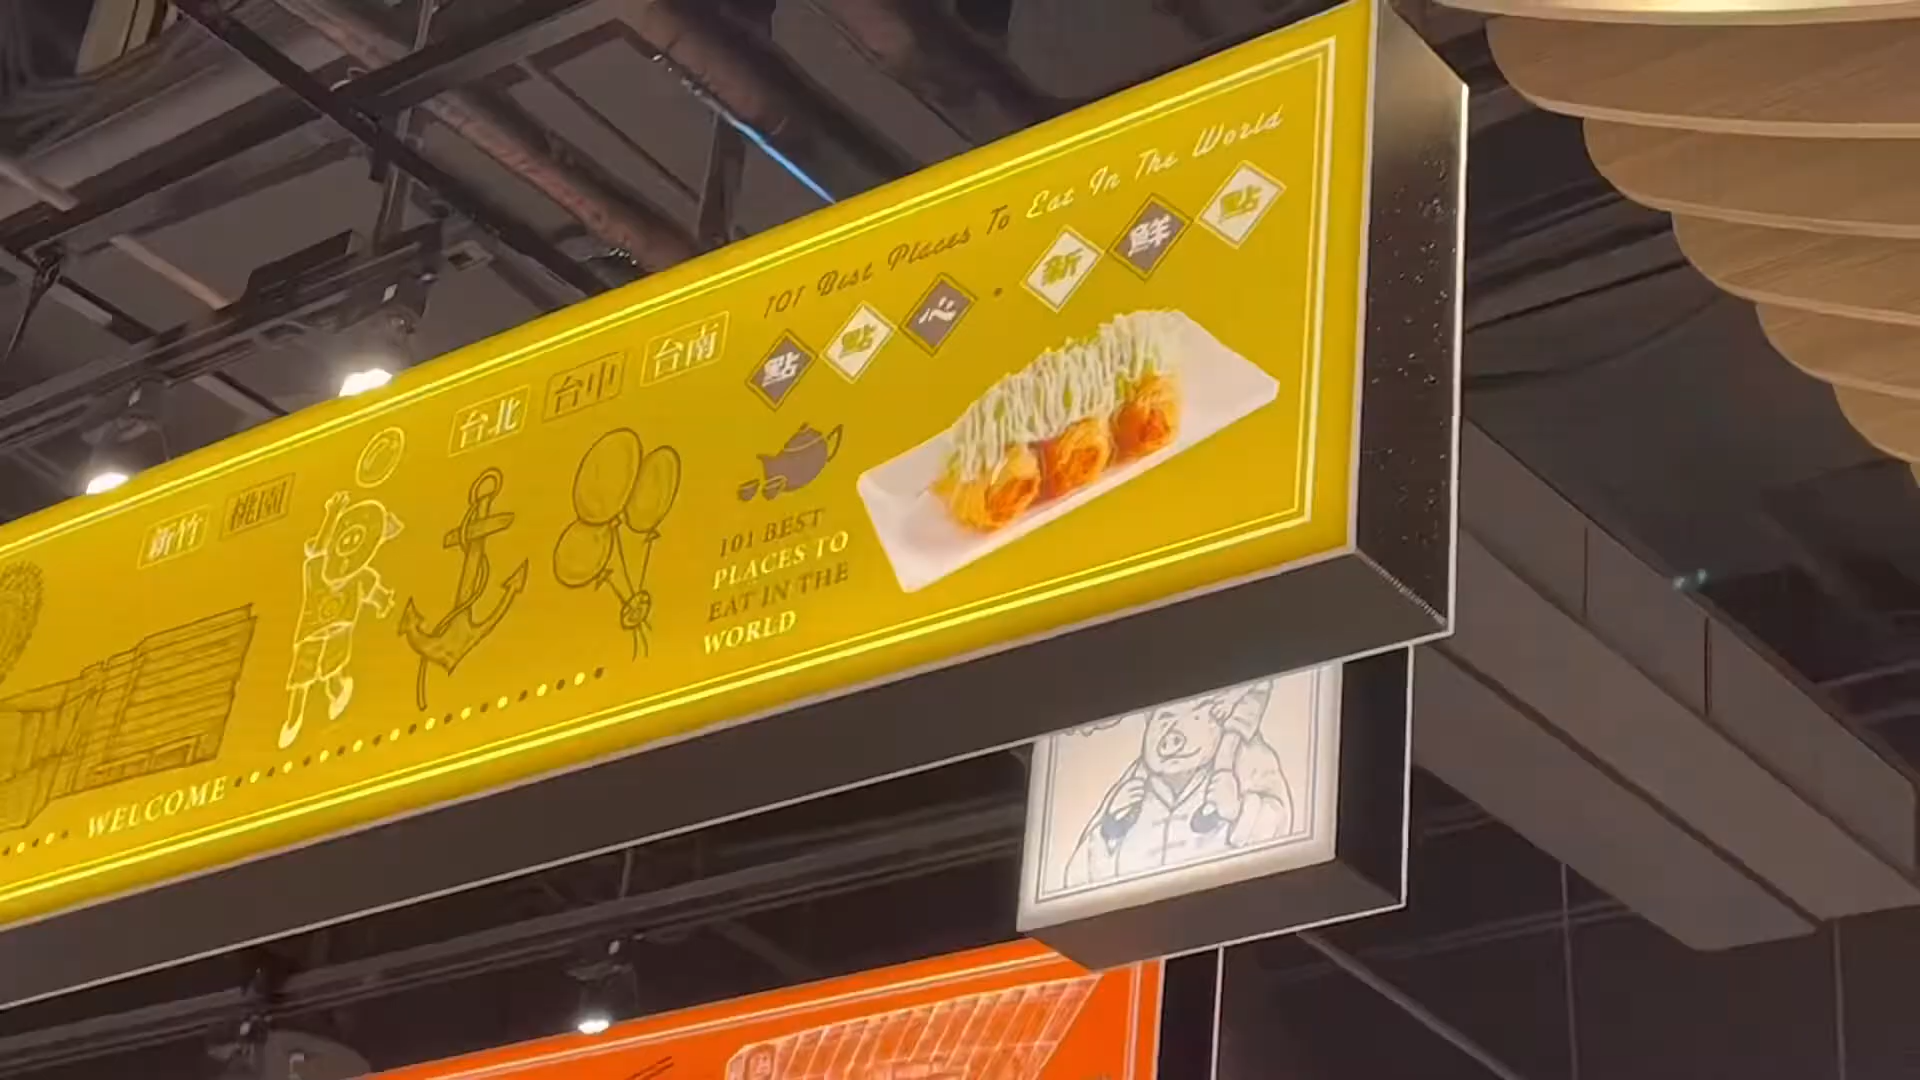 101 Best Places To Eat In The World
點點心・新鮮點
新竹 桃園 台北 台中 台南
101 BEST
PLACES TO
EAT IN THE
WORLD
WELCOME